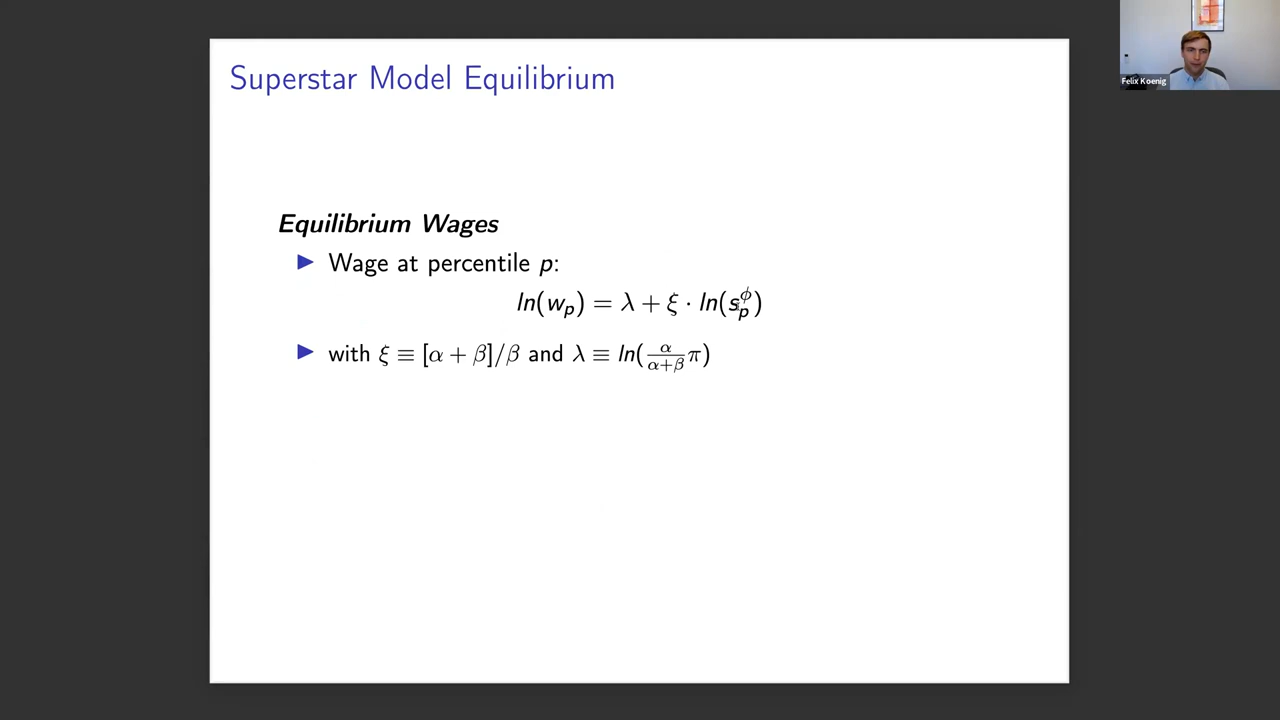 Superstar Model Equilibrium
Equilibrium Wages
▶ Wage at percentile p:
ln(w_p) = λ + ξ · ln(s_p^ϕ)
▶ with ξ ≡ [α + β]/β and λ ≡ ln(α/(α+β) π)
Felix Koenig